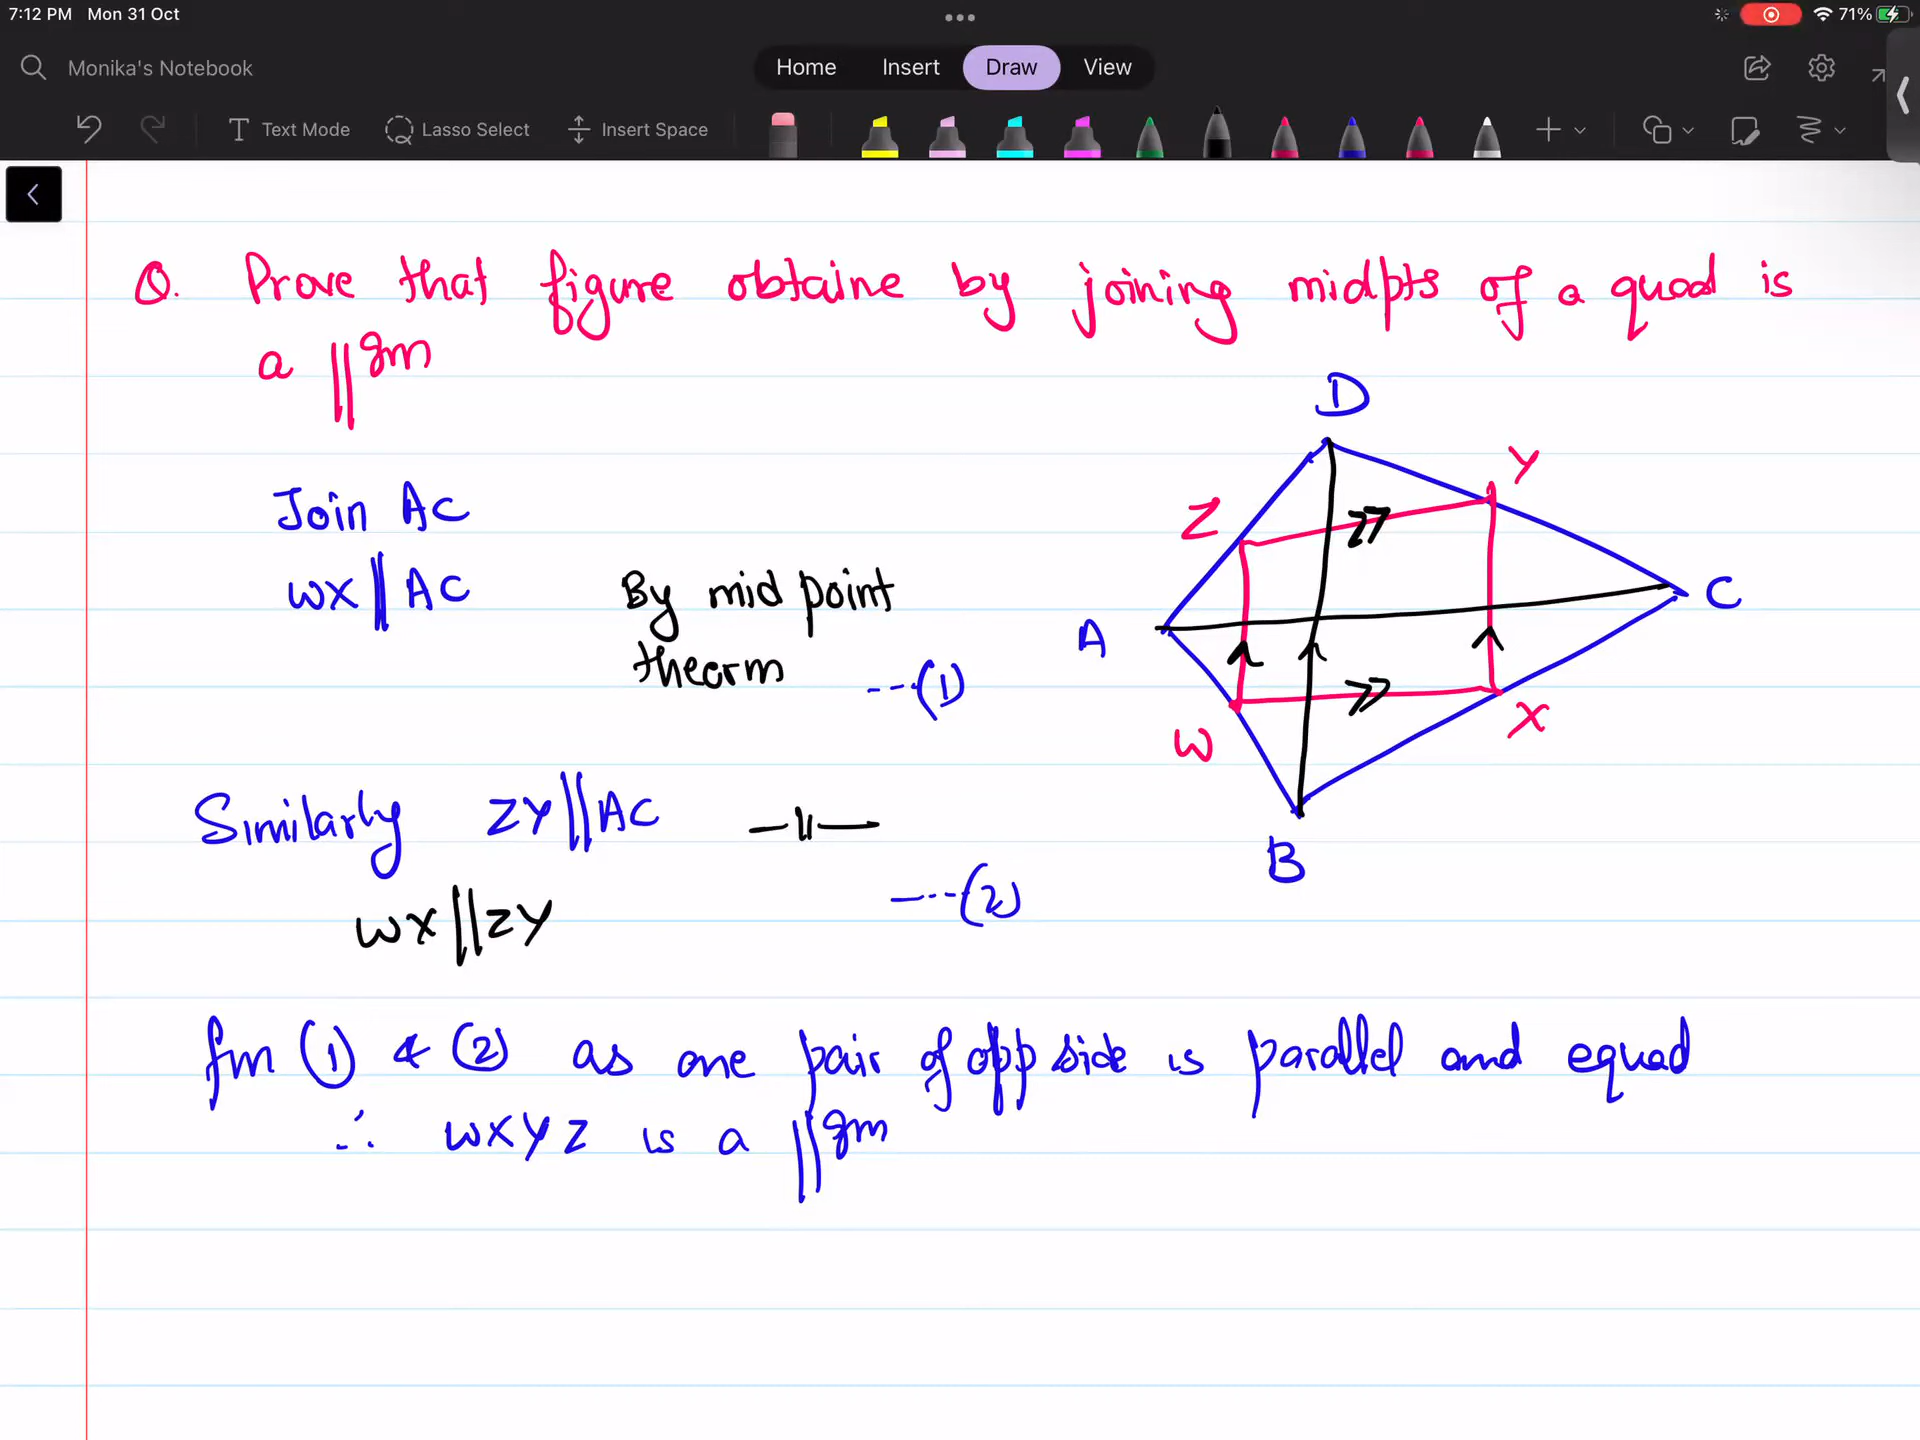 7:12 PM Mon 31 Oct
71%
Monika's Notebook
Home Insert Draw View
Text Mode Lasso Select Insert Space
Q. Prove that figure obtaine by joining midpts of a quad is
a ||gm
D
Y
Z
Join AC
WX || AC
By mid point
C
A
theorm
---(1)
W
X
Similarly ZY || AC
—||—
B
WX || ZY
----(2)
fm (1) & (2) as one pair of opp side is parallel and equal
∴ WXYZ is a ||gm